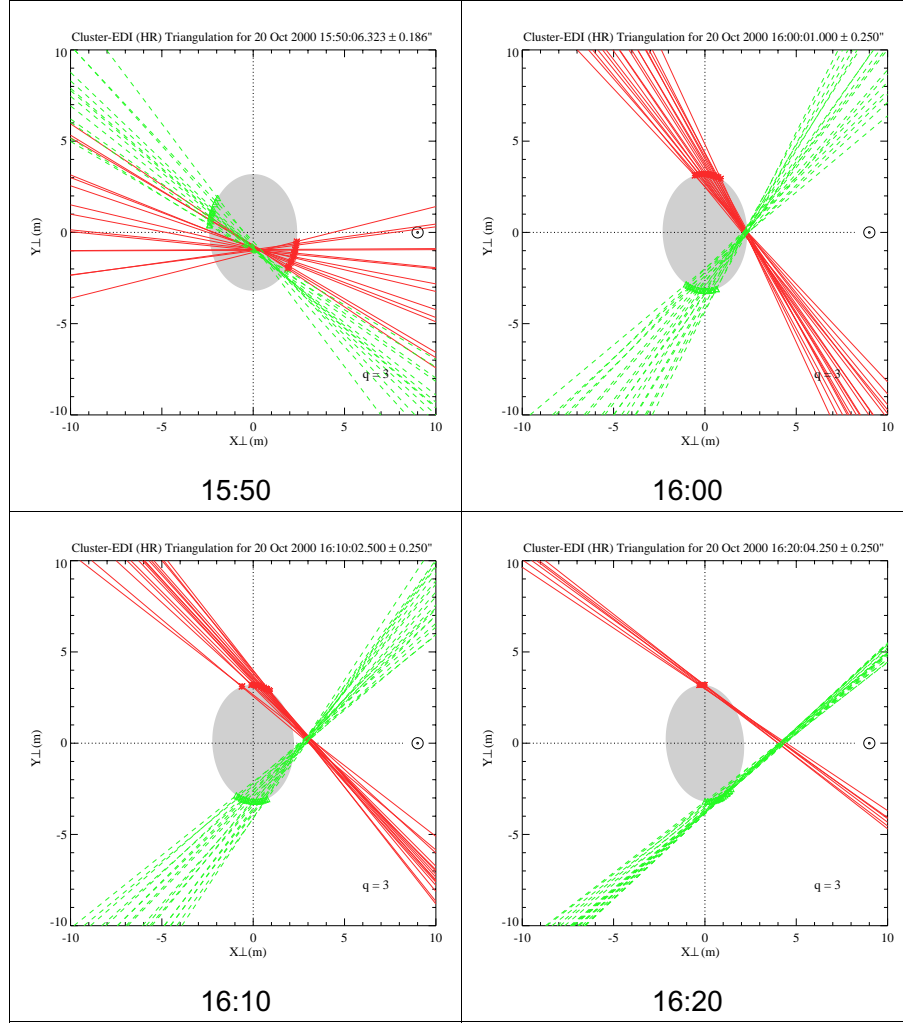 Cluster-EDI (HR) Triangulation for 20 Oct 2000 15:50:06.323 ± 0.186"
10
5
0
-5
-10
Y⊥ (m)
q = 3
-10 -5 0 5 10
X⊥ (m)
15:50
Cluster-EDI (HR) Triangulation for 20 Oct 2000 16:00:01.000 ± 0.250"
10
5
0
-5
-10
Y⊥ (m)
q = 3
-10 -5 0 5 10
X⊥ (m)
16:00
Cluster-EDI (HR) Triangulation for 20 Oct 2000 16:10:02.500 ± 0.250"
10
5
0
-5
-10
Y⊥ (m)
q = 3
-10 -5 0 5 10
X⊥ (m)
16:10
Cluster-EDI (HR) Triangulation for 20 Oct 2000 16:20:04.250 ± 0.250"
10
5
0
-5
-10
Y⊥ (m)
q = 3
-10 -5 0 5 10
X⊥ (m)
16:20